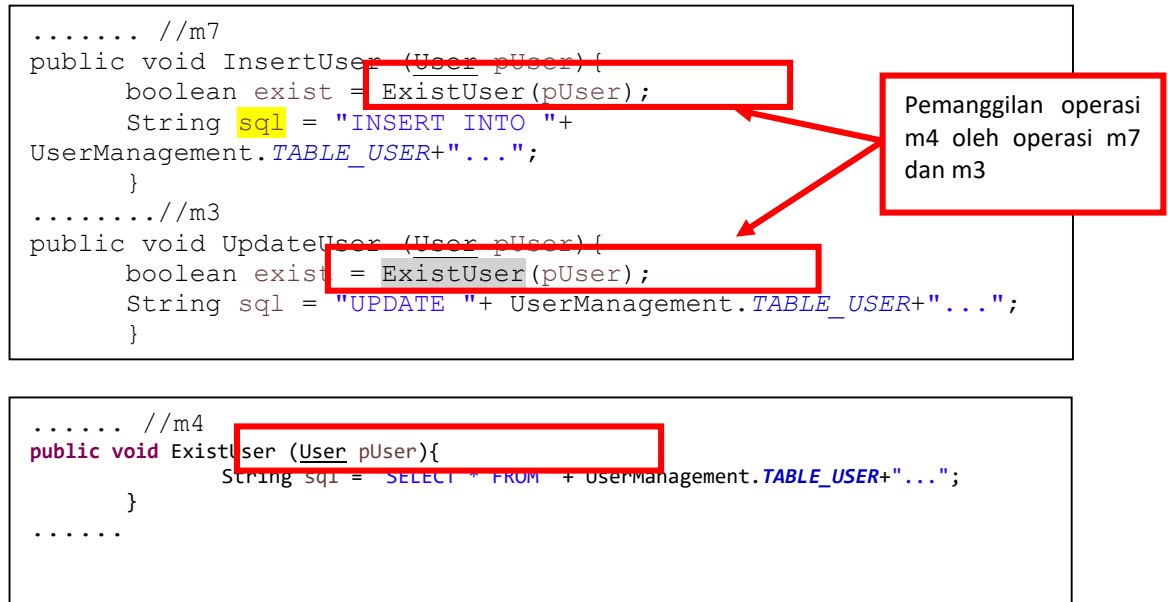 ....... //m7
public void InsertUser (User pUser){
boolean exist = ExistUser(pUser);
String sql = "INSERT INTO "+
UserManagement.TABLE_USER+"...";
}
........//m3
public void UpdateUser (User pUser){
boolean exist = ExistUser(pUser);
String sql = "UPDATE "+ UserManagement.TABLE_USER+"...";
}
Pemanggilan operasi
m4 oleh operasi m7
dan m3
...... //m4
public void ExistUser (User pUser){
String sql = "SELECT * FROM "+ UserManagement.TABLE_USER+"...";
}
......